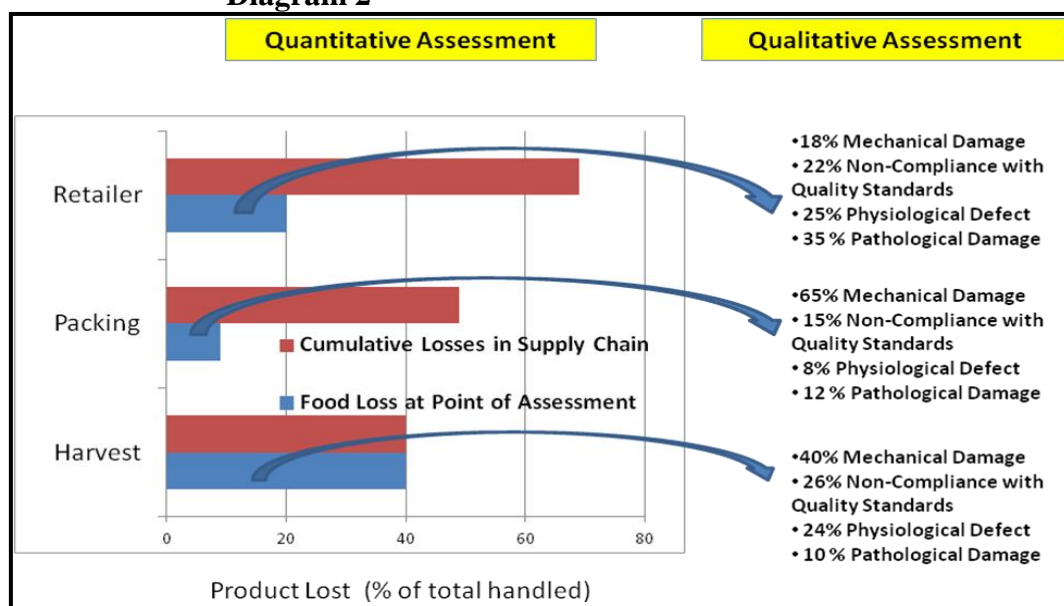 Diagram 2
Quantitative Assessment
Qualitative Assessment
Retailer
Packing
Harvest
Cumulative Losses in Supply Chain
Food Loss at Point of Assessment
0 20 40 60 80
Product Lost (% of total handled)
•18% Mechanical Damage
• 22% Non-Compliance with
Quality Standards
• 25% Physiological Defect
• 35 % Pathological Damage
•65% Mechanical Damage
• 15% Non-Compliance with
Quality Standards
• 8% Physiological Defect
• 12 % Pathological Damage
•40% Mechanical Damage
• 26% Non-Compliance with
Quality Standards
• 24% Physiological Defect
• 10 % Pathological Damage